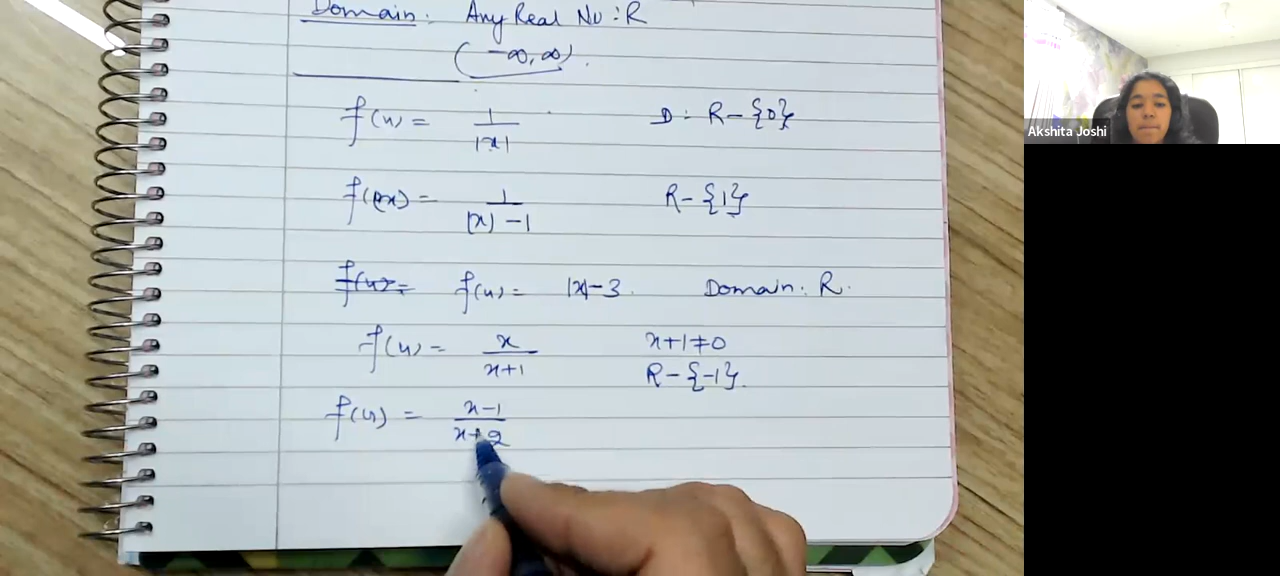 Domain: Any Real No: R
(-∞, ∞).
f(x) = 1/|x| D: R-{0}
f(x) = 1/|x|-1 R-{1}
f(x) = f(x) = |x|-3. Domain: R.
f(x) = x/x+1 x+1≠0
R-{-1}.
f(x) = x-1/x+2
Akshita Joshi